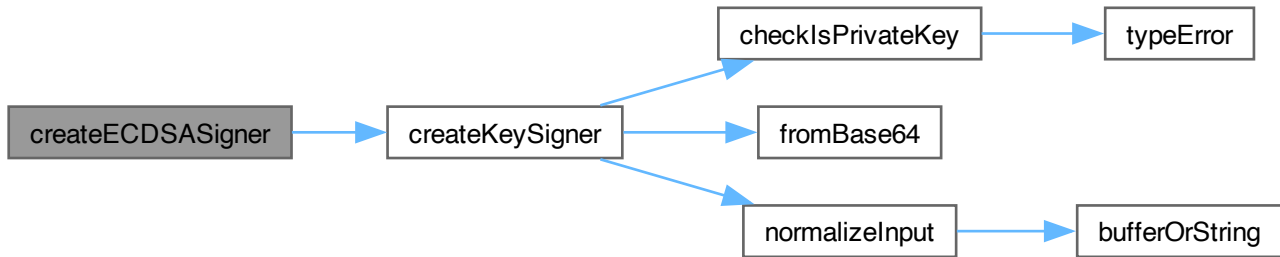 checkIsPrivateKey
typeError
createECDSASigner
createKeySigner
fromBase64
normalizeInput
bufferOrString